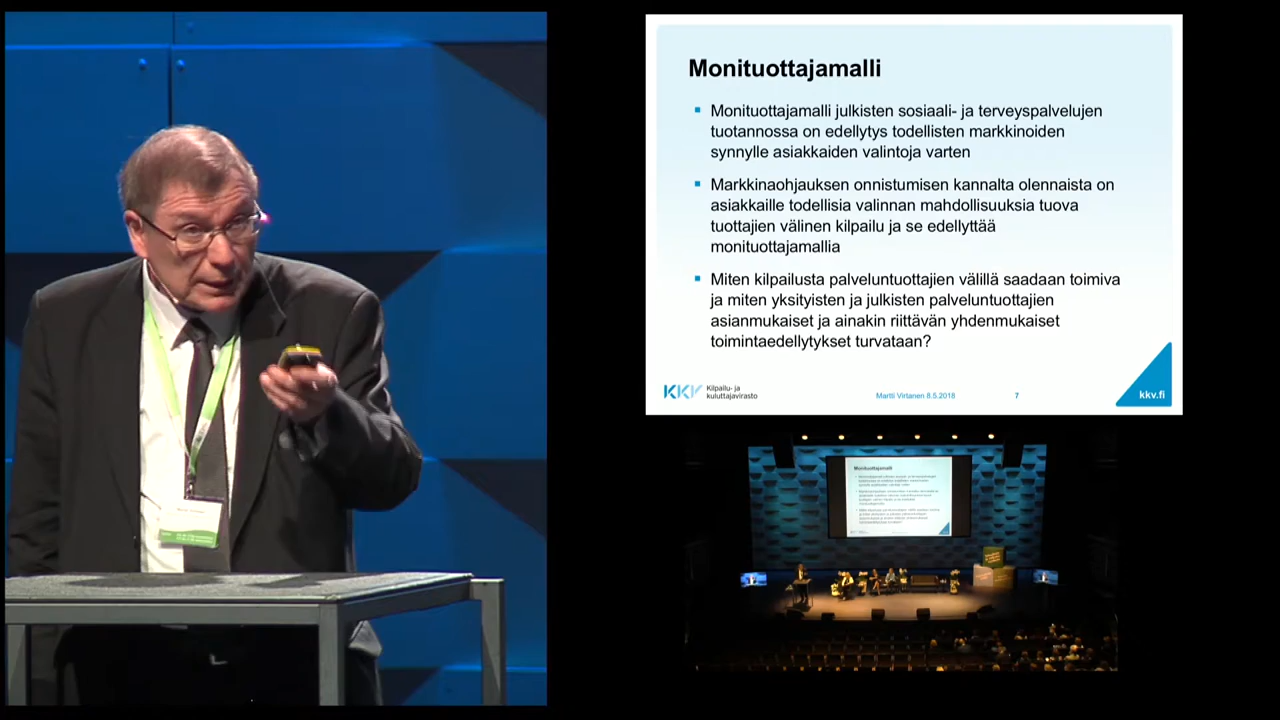 Monituottajamalli
Monituottajamalli julkisten sosiaali- ja terveyspalvelujen
tuotannossa on edellytys todellisten markkinoiden
synnylle asiakkaiden valintoja varten
Markkinaohjauksen onnistumisen kannalta olennaista on
asiakkaille todellisia valinnan mahdollisuuksia tuova
tuottajien välinen kilpailu ja se edellyttää
monituottajamallia
Miten kilpailusta palveluntuottajien välillä saadaan toimiva
ja miten yksityisten ja julkisten palveluntuottajien
asianmukaiset ja ainakin riittävän yhdenmukaiset
toimintaedellytykset turvataan?
KKV Kilpailu- ja
kuluttajavirasto
Martti Virtanen 8.5.2018
7
kkv.fi
Monituottajamalli